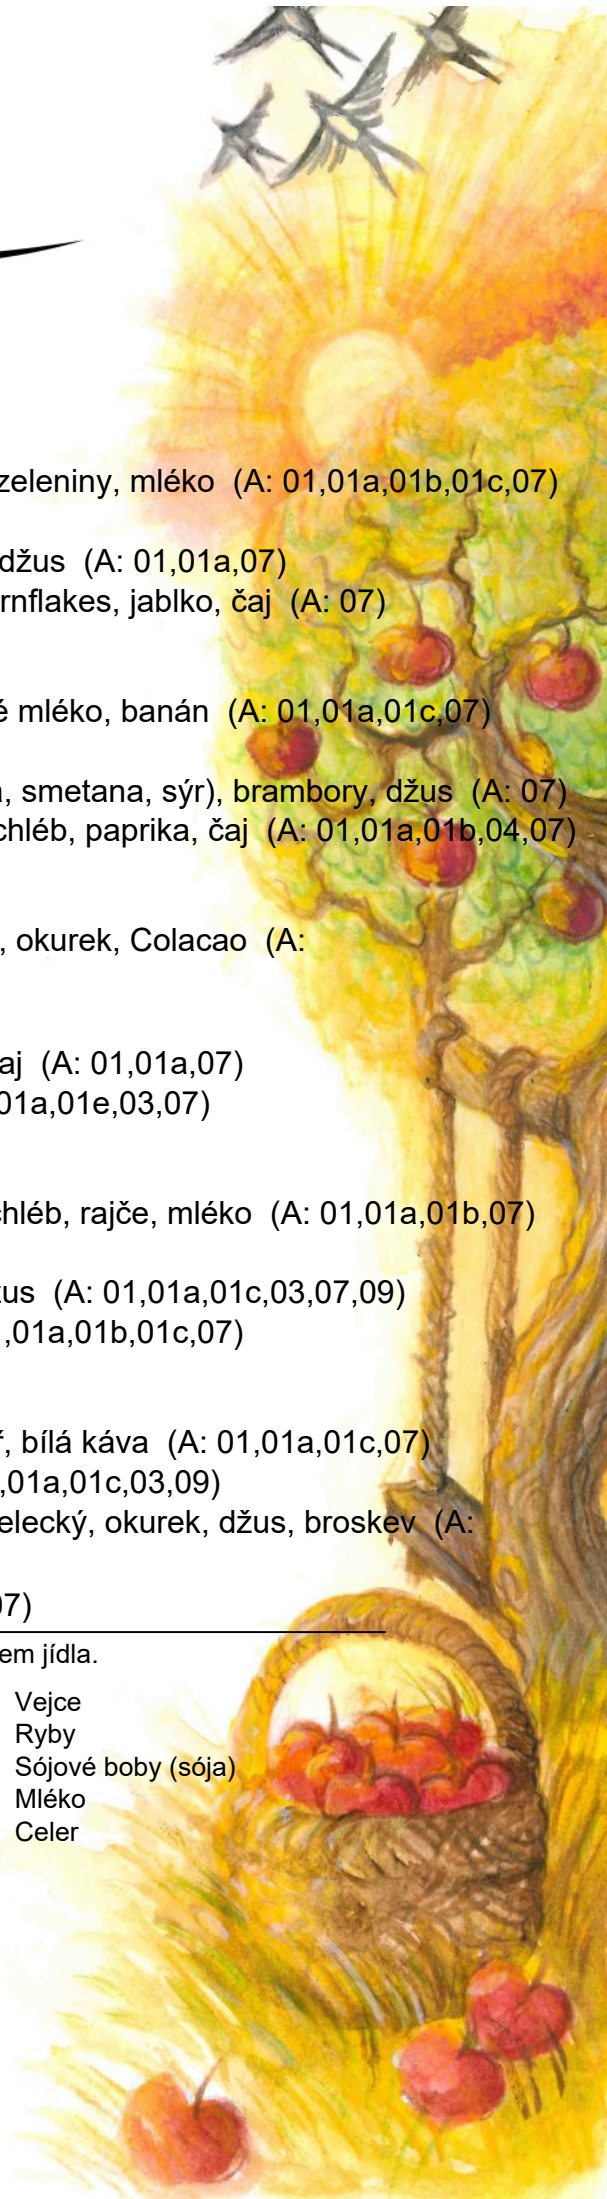 zeleniny, mléko (A: 01,01a,01b,01c,07)
džus (A: 01,01a,07)
rnflakes, jablko, čaj (A: 07)
é mléko, banán (A: 01,01a,01c,07)
, smetana, sýr), brambory, džus (A: 07)
chléb, paprika, čaj (A: 01,01a,01b,04,07)
, okurek, Colacao (A:
aj (A: 01,01a,07)
01a,01e,03,07)
chléb, rajče, mléko (A: 01,01a,01b,07)
us (A: 01,01a,01c,03,07,09)
,01a,01b,01c,07)
, bílá káva (A: 01,01a,01c,07)
,01a,01c,03,09)
elecký, okurek, džus, broskev (A:
07)
em jídla.
Vejce
Ryby
Sójové boby (sója)
Mléko
Celer